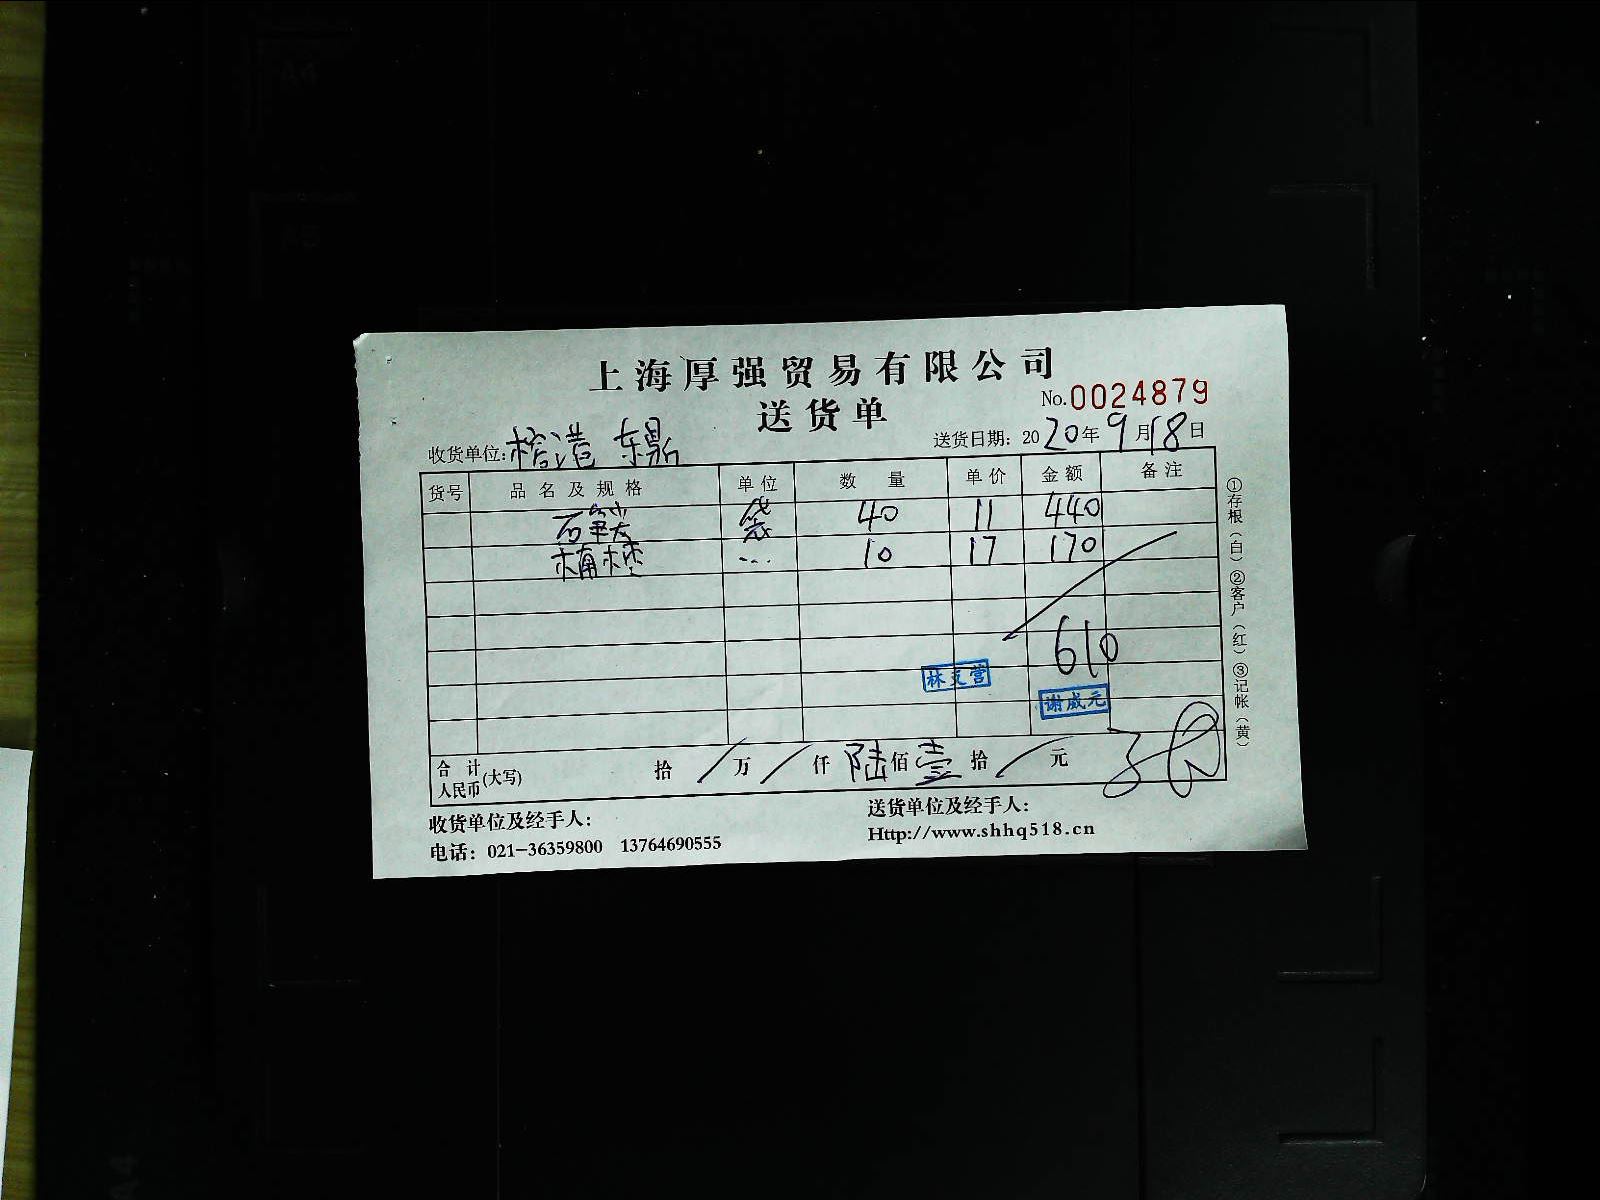 上海厚强贸易有限公司
送货单
No.0024879
收货单位:
送货日期: 2020年9月18日
货号 品名及规格 单位 数量 单价 金额 备注
袋 40 11 440
10 17 170
610
林支营
谢成元
合计人民币(大写) 拾/万/仟陆佰壹拾/元
收货单位及经手人:
送货单位及经手人:
电话: 021-36359800 13764690555
Http://www.shhq518.cn
①存根(白)②客户(红)③记帐(黄)
A4